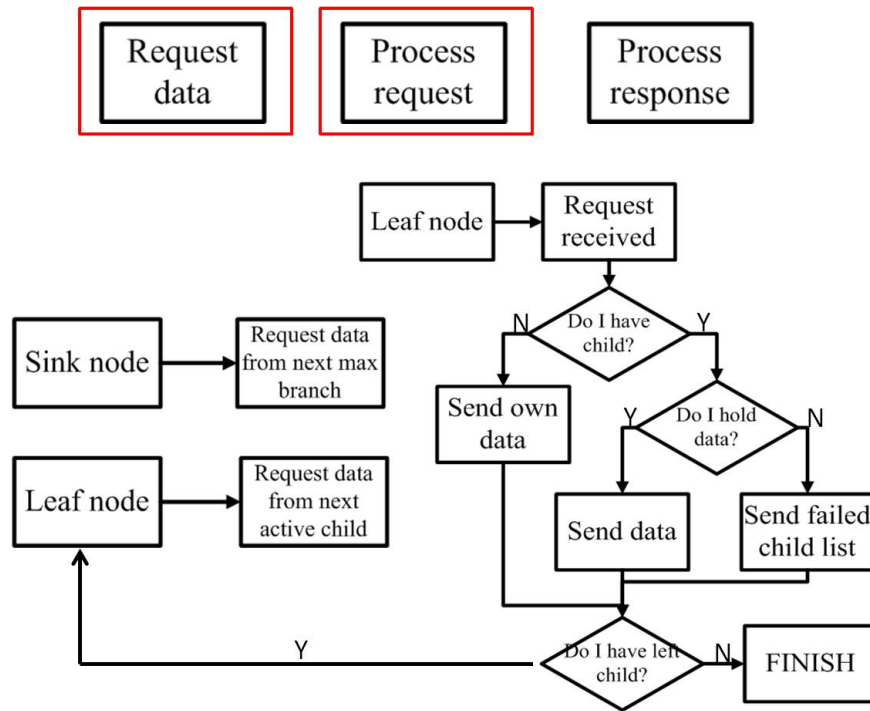 Request
data
Process
request
Process
response
Leaf node
Request
received
Do I have
child?
N
Y
Sink node
Request data
from next max
branch
Send own
data
Do I hold
data?
Y
N
Leaf node
Request data
from next
active child
Send data
Send failed
child list
Do I have left
child?
Y
N
FINISH